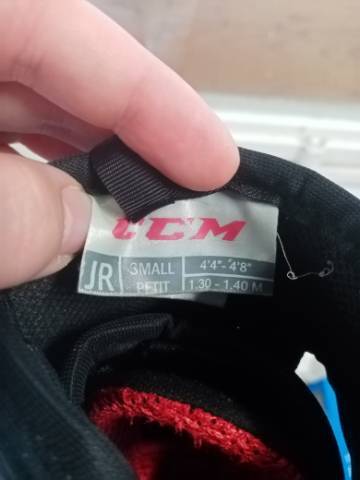 CCM
JR
SMALL
PETIT
4'4"- 4'8"
1.30 - 1.40 M